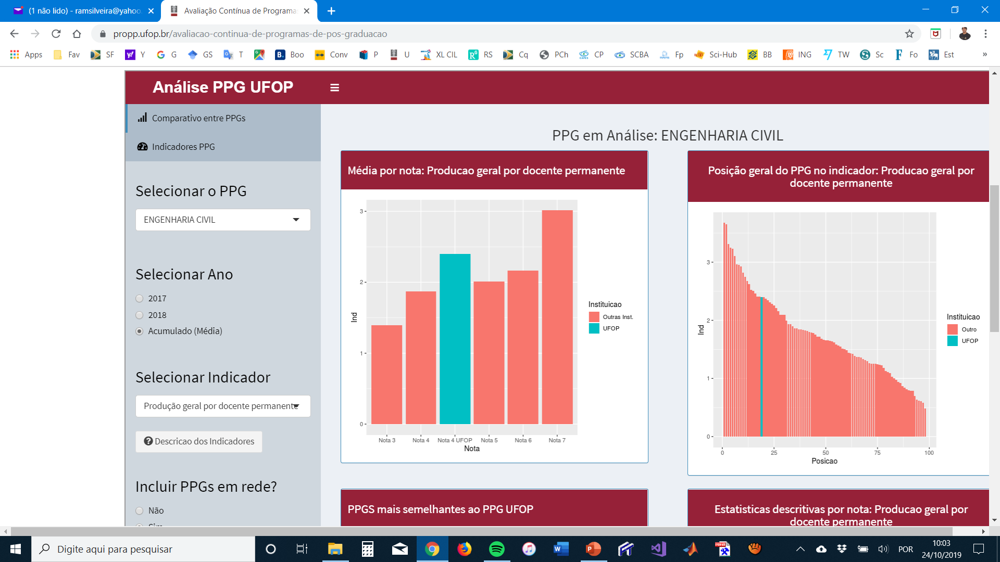 (1 não lido) - ramsilveira@yahoo.
Avaliação Contínua de Programa
propp.ufop.br/avaliacao-continua-de-programas-de-pos-graduacao
Apps Fav SF Y G GS T Boo Conv P U XL CIL RS Cq PCh CP SCBA Fp Sci-Hub BB ING TW Sc Fo Est »
Análise PPG UFOP
Comparativo entre PPGs
Indicadores PPG
Selecionar o PPG
ENGENHARIA CIVIL
Selecionar Ano
2017
2018
Acumulado (Média)
Selecionar Indicador
Produção geral por docente permanente
Descricao dos Indicadores
Incluir PPGs em rede?
Não
Sim
PPG em Análise: ENGENHARIA CIVIL
Média por nota: Producao geral por docente permanente
3
2
1
0
Ind
Nota 3 Nota 4 Nota 4 UFOP Nota 5 Nota 6 Nota 7
Nota
Instituicao
Outras Inst.
UFOP
Posição geral do PPG no indicador: Producao geral por
docente permanente
3
2
1
0
Ind
0 25 50 75 100
Posicao
Instituicao
Outro
UFOP
PPGS mais semelhantes ao PPG UFOP
Estatisticas descritivas por nota: Producao geral por
docente permanente
Digite aqui para pesquisar
POR
10:03
24/10/2019